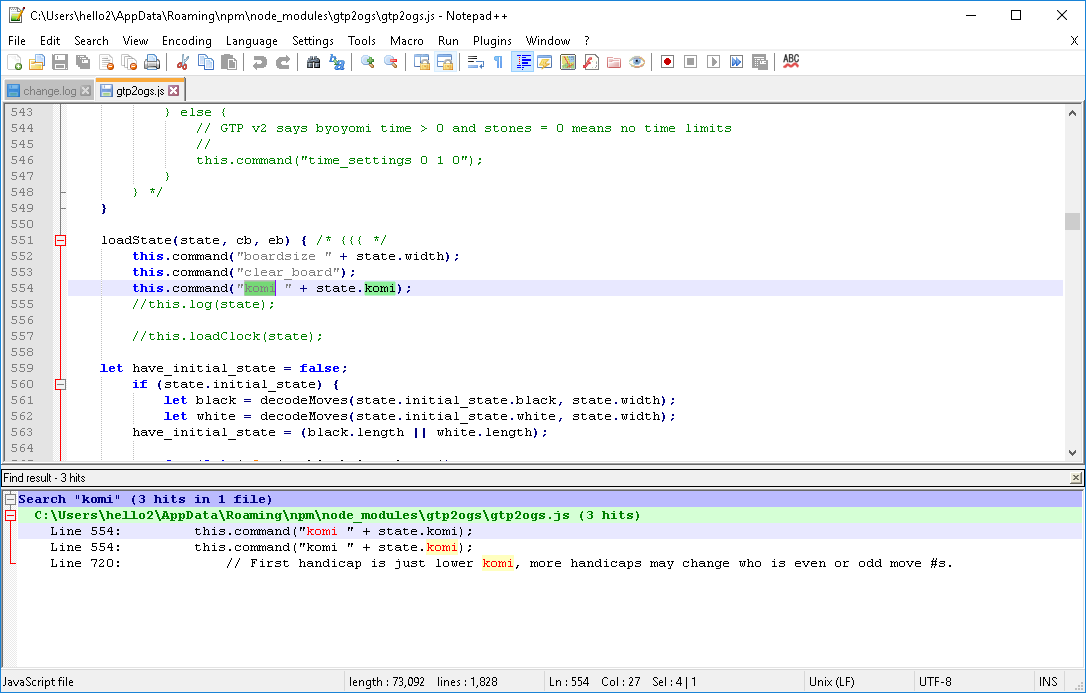 C:\Users\hello2\AppData\Roaming\npm\node_modules\gtp2ogs\gtp2ogs.js - Notepad++
File Edit Search View Encoding Language Settings Tools Macro Run Plugins Window ? X
ABC
change.log gtp2ogs.js
543 } else {
544 // GTP v2 says byoyomi time > 0 and stones = 0 means no time limits
545 //
546 this.command("time_settings 0 1 0");
547 }
548 } */
549 }
550
551 loadState(state, cb, eb) { /* {{{ */
552 this.command("boardsize " + state.width);
553 this.command("clear_board");
554 this.command("komi " + state.komi);
555 //this.log(state);
556
557 //this.loadClock(state);
558
559 let have_initial_state = false;
560 if (state.initial_state) {
561 let black = decodeMoves(state.initial_state.black, state.width);
562 let white = decodeMoves(state.initial_state.white, state.width);
563 have_initial_state = (black.length || white.length);
564
Find result - 3 hits
Search "komi" (3 hits in 1 file)
C:\Users\hello2\AppData\Roaming\npm\node_modules\gtp2ogs\gtp2ogs.js (3 hits)
Line 554: this.command("komi " + state.komi);
Line 554: this.command("komi " + state.komi);
Line 720: // First handicap is just lower komi, more handicaps may change who is even or odd move #s.
JavaScript file length : 73,092 lines : 1,828 Ln : 554 Col : 27 Sel : 4 | 1 Unix (LF) UTF-8 INS